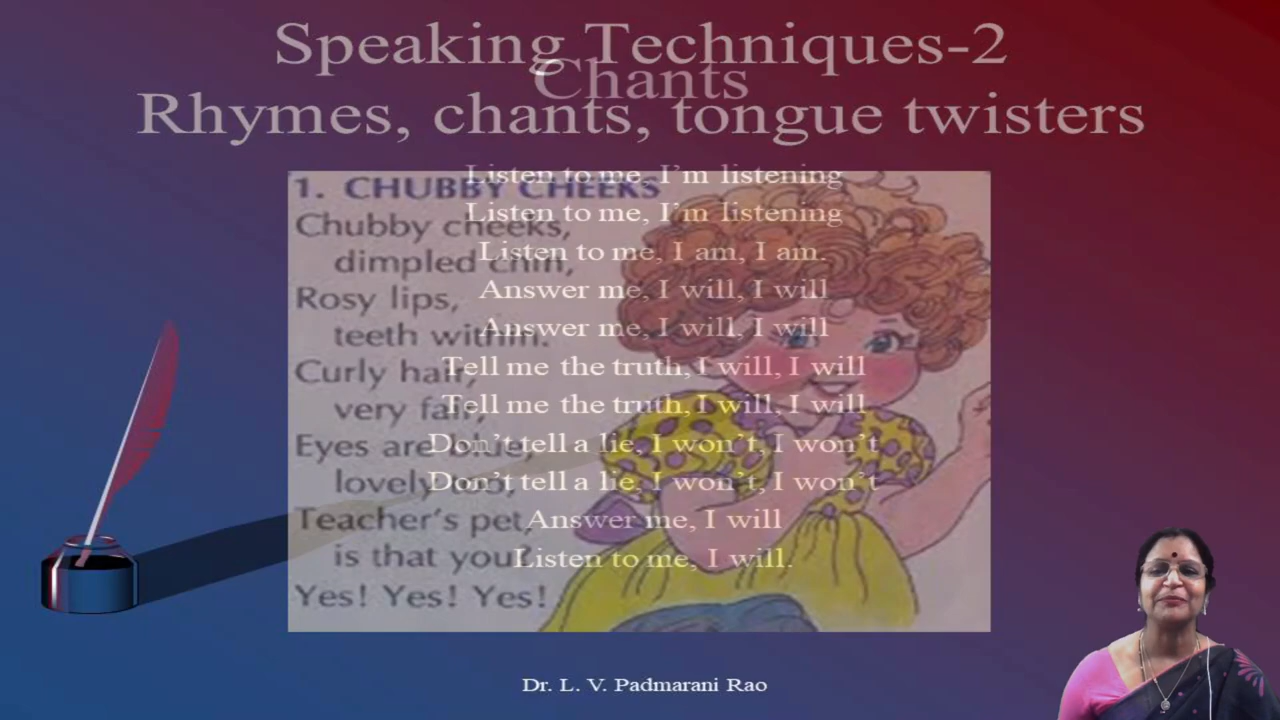 Speaking Techniques-2
Chants
Rhymes, chants, tongue twisters
1. CHUBBY CHEEKS
Chubby cheeks,
dimpled chin,
Rosy lips,
teeth within.
Curly hair,
very fair,
Eyes are blue,
lovely too,
Teacher's pet,
is that you?
Yes! Yes! Yes!
Listen to me, I'm listening
Listen to me, I'm listening
Listen to me, I am, I am.
Answer me, I will, I will
Answer me, I will, I will
Tell me the truth, I will, I will
Tell me the truth, I will, I will
Don't tell a lie, I won't, I won't
Don't tell a lie, I won't, I won't
Answer me, I will
Listen to me, I will.
Dr. L. V. Padmarani Rao